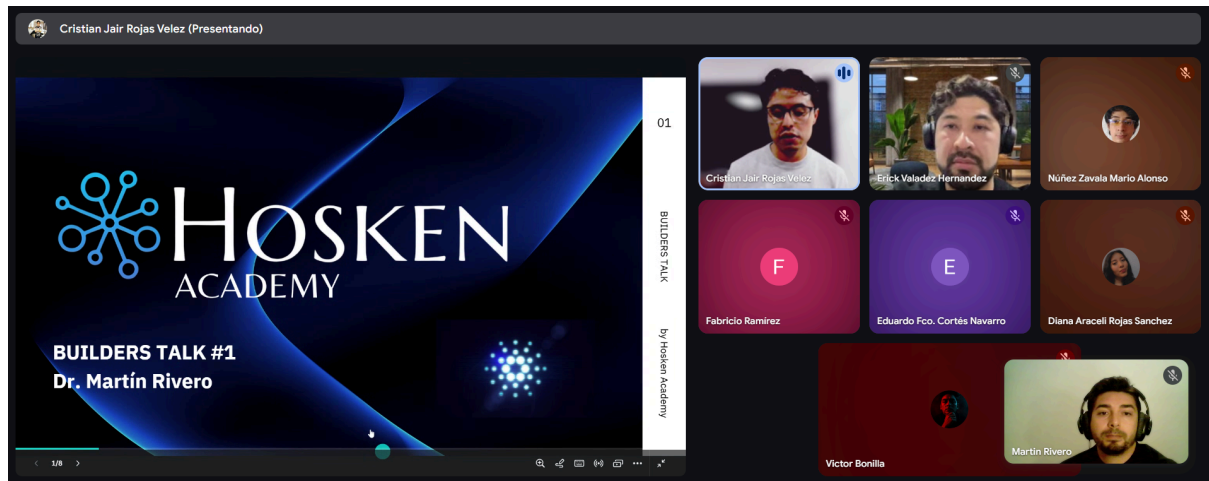 Cristian Jair Rojas Velez (Presentando)
HOSKEN
ACADEMY
BUILDERS TALK #1
Dr. Martín Rivero
01
BUILDERS TALK
by Hosken Academy
1/8
Cristian Jair Rojas Velez
Erick Valadez Hernandez
Núñez Zavala Mario Alonso
F
Fabricio Ramírez
E
Eduardo Fco. Cortés Navarro
Diana Araceli Rojas Sanchez
Victor Bonilla
Martin Rivero